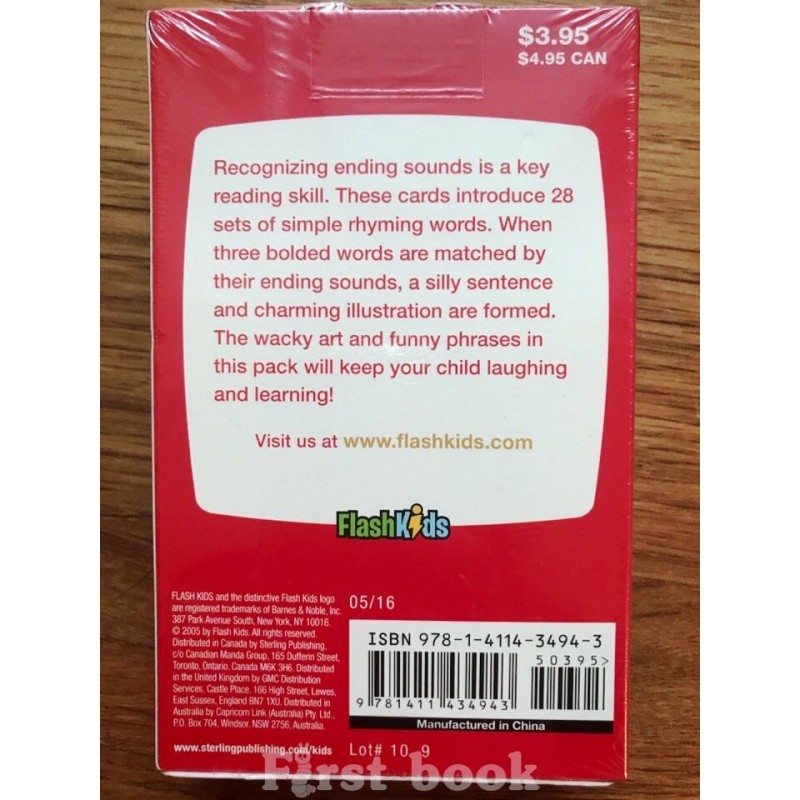 $3.95
$4.95 CAN
Recognizing ending sounds is a key
reading skill. These cards introduce 28
sets of simple rhyming words. When
three bolded words are matched by
their ending sounds, a silly sentence
and charming illustration are formed.
The wacky art and funny phrases in
this pack will keep your child laughing
and learning!
Visit us at www.flashkids.com
FlashKids
FLASH KIDS and the distinctive Flash Kids logo
are registered trademarks of Barnes & Noble, Inc.
387 Park Avenue South, New York, NY 10016.
© 2005 by Flash Kids. All rights reserved.
Distributed in Canada by Sterling Publishing,
c/o Canadian Manda Group, 165 Dufferin Street,
Toronto, Ontario, Canada M6K 3H6. Distributed
in the United Kingdom by GMC Distribution
Services, Castle Place, 166 High Street, Lewes,
East Sussex, England BN7 1XU. Distributed in
Australia by Capricorn Link (Australia) Pty. Ltd.,
P.O. Box 704, Windsor, NSW 2756, Australia.
www.sterlingpublishing.com/kids
05/16
ISBN 978-1-4114-3494-3
50395>
9 781411 434943
Manufactured in China
Lot# 10 9
First book